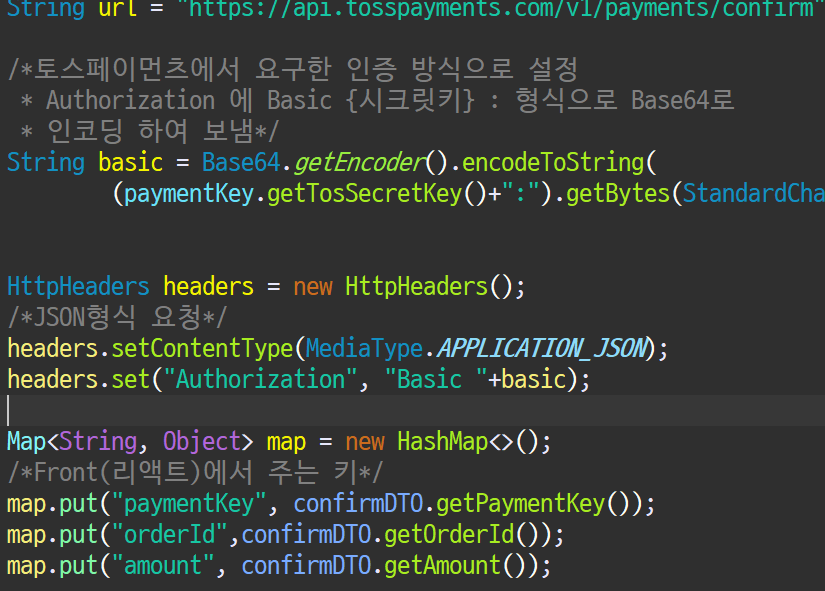 String url = "https://api.tosspayments.com/v1/payments/confirm"
/*토스페이먼츠에서 요구한 인증 방식으로 설정
 * Authorization 에 Basic {시크릿키} : 형식으로 Base64로
 * 인코딩 하여 보냄*/
String basic = Base64.getEncoder().encodeToString(
(paymentKey.getTosSecretKey()+":").getBytes(StandardCha
HttpHeaders headers = new HttpHeaders();
/*JSON형식 요청*/
headers.setContentType(MediaType.APPLICATION_JSON);
headers.set("Authorization", "Basic "+basic);
Map<String, Object> map = new HashMap<>();
/*Front(리액트)에서 주는 키*/
map.put("paymentKey", confirmDTO.getPaymentKey());
map.put("orderId",confirmDTO.getOrderId());
map.put("amount", confirmDTO.getAmount());